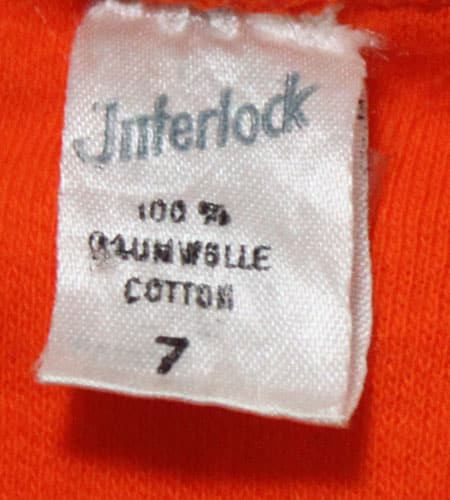 Interlock
100 %
BAUMWOLLE
COTTON
7